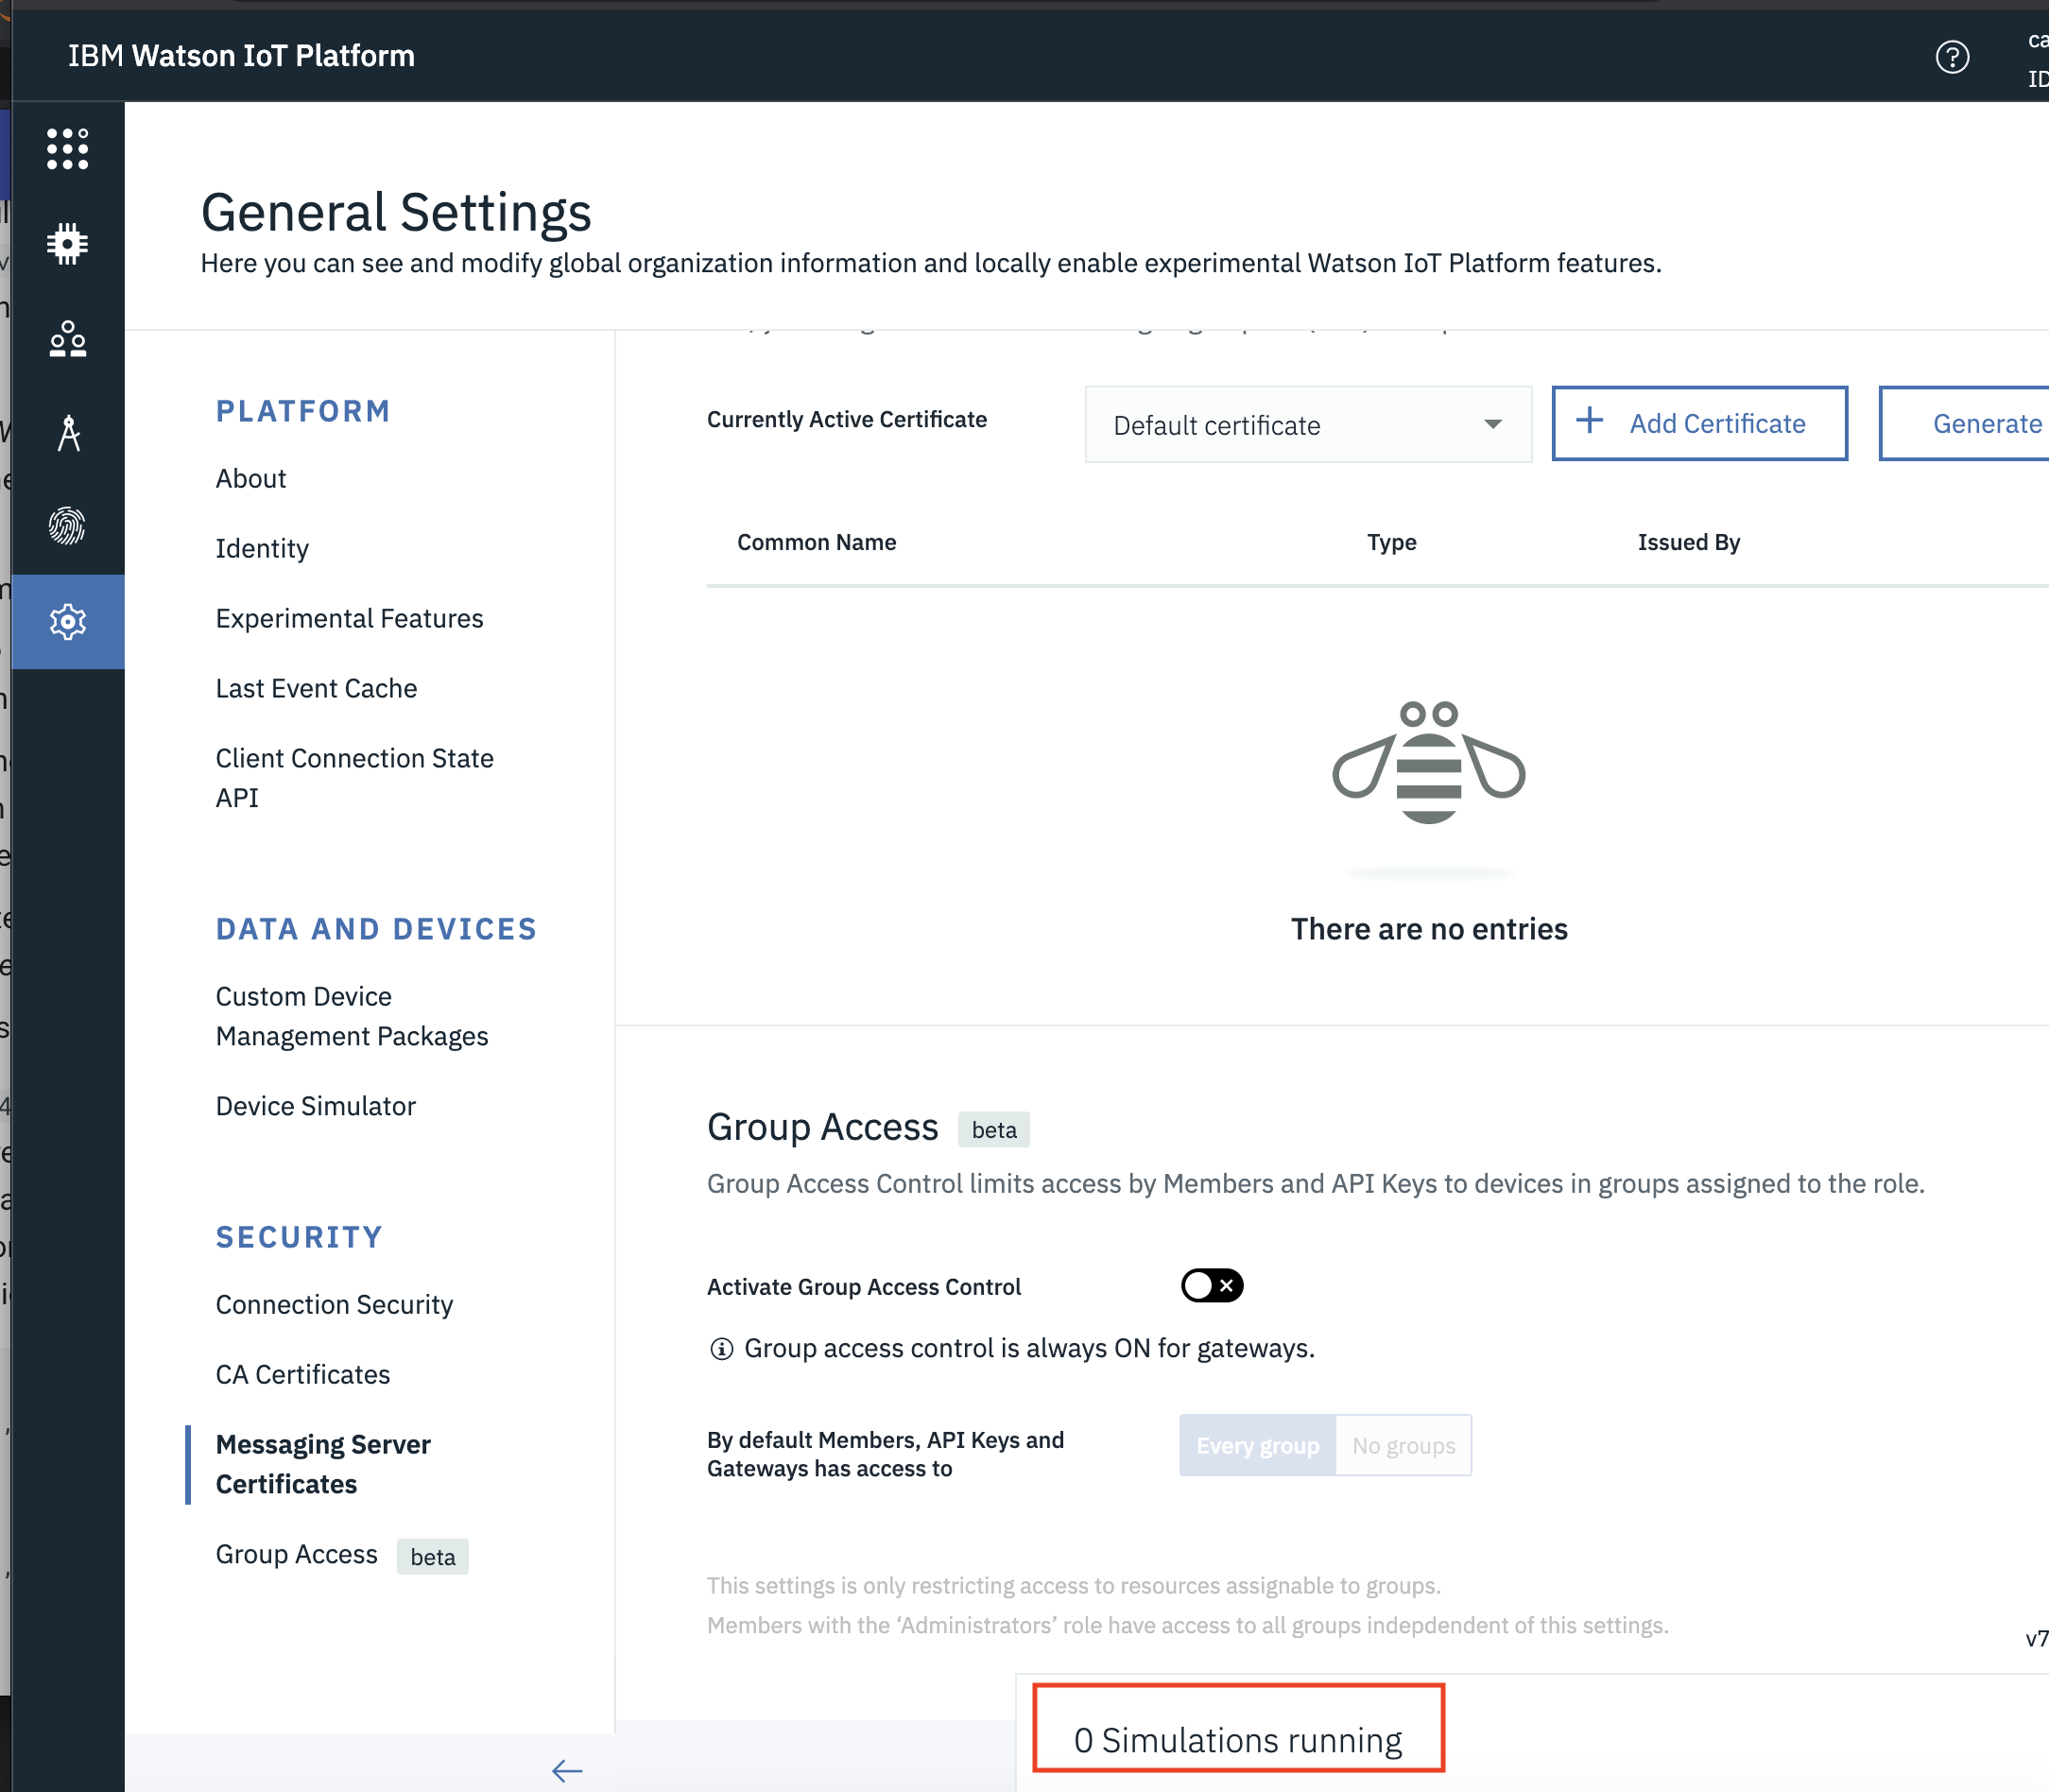 IBM Watson IoT Platform
General Settings
Here you can see and modify global organization information and locally enable experimental Watson IoT Platform features.
PLATFORM
About
Identity
Experimental Features
Last Event Cache
Client Connection State
API
DATA AND DEVICES
Custom Device
Management Packages
Device Simulator
SECURITY
Connection Security
CA Certificates
Messaging Server
Certificates
Group Access beta
Currently Active Certificate
Default certificate
Add Certificate
Generate
Common Name Type Issued By
There are no entries
Group Access beta
Group Access Control limits access by Members and API Keys to devices in groups assigned to the role.
Activate Group Access Control
Group access control is always ON for gateways.
By default Members, API Keys and
Gateways has access to
Every group No groups
This settings is only restricting access to resources assignable to groups.
Members with the ‘Administrators’ role have access to all groups indepdendent of this settings.
0 Simulations running